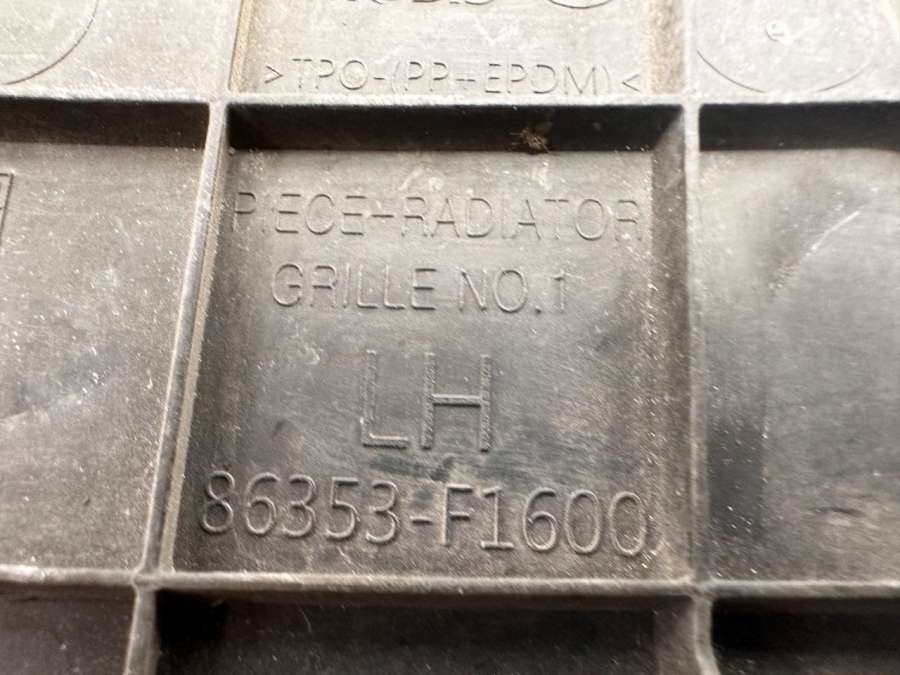 >TPO-(PP+EPDM)<
PIECE-RADIATOR
GRILLE NO.1
LH
86353-F1600